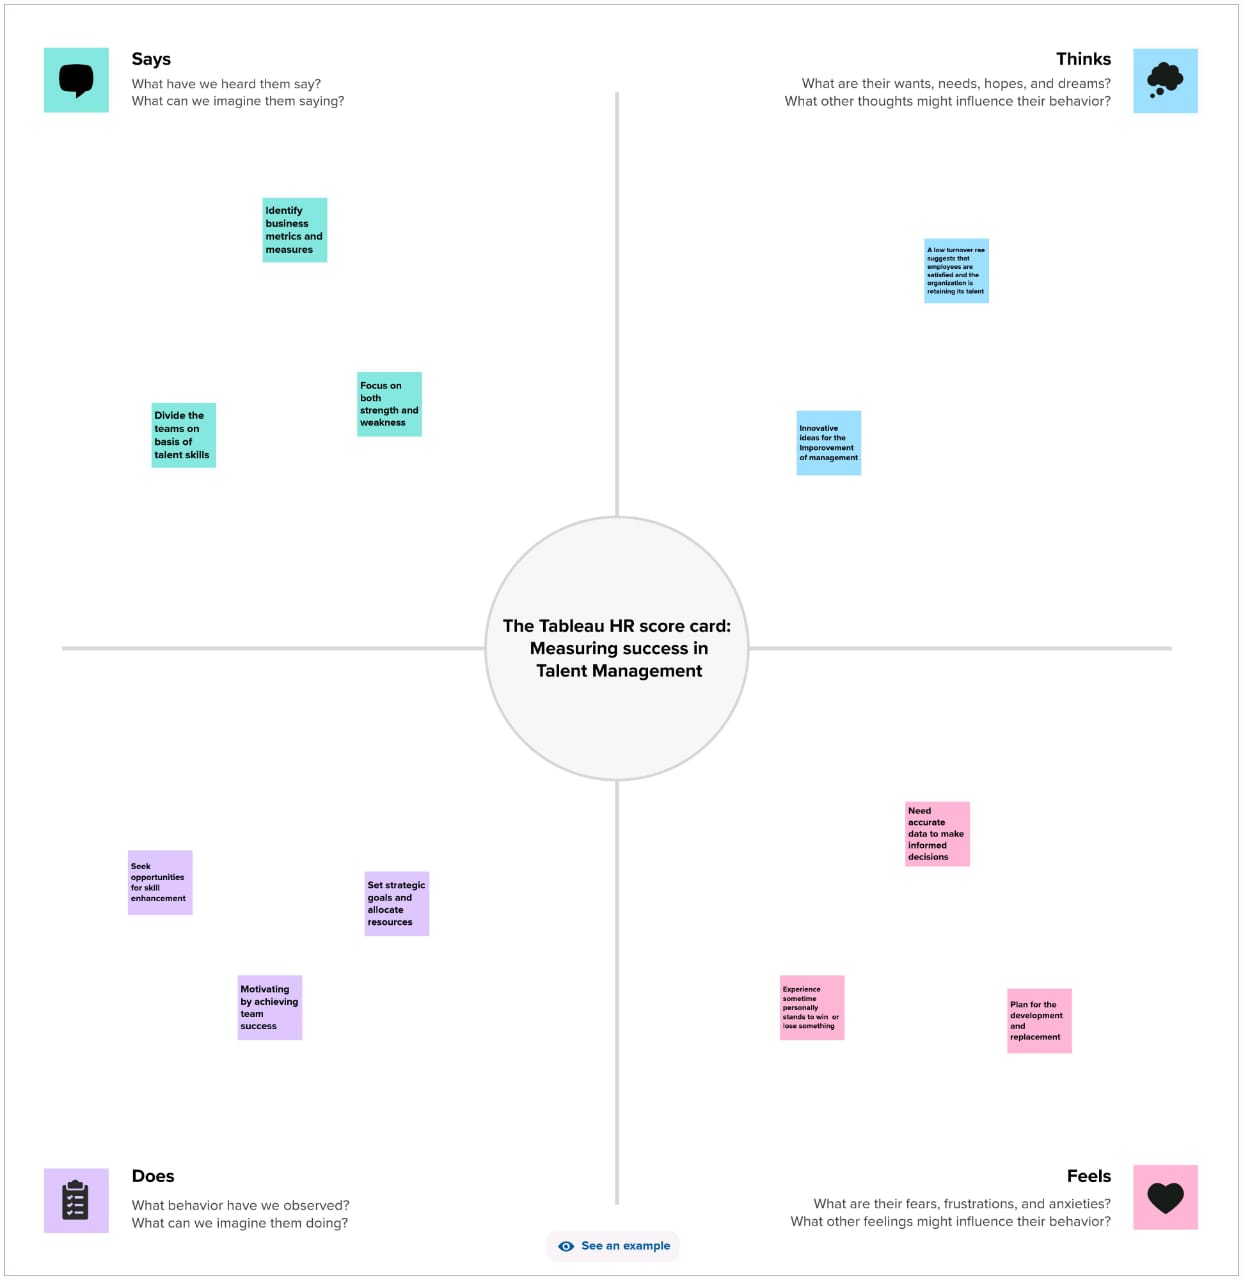 Says
What have we heard them say?
What can we imagine them saying?
Thinks
What are their wants, needs, hopes, and dreams?
What other thoughts might influence their behavior?
Identify
business
metrics and
measures
Focus on
both
strength and
weakness
Divide the
teams on
basis of
talent skills
A low turnover rae
suggests that
employees are
satisfied and the
organization is
retaining its talent
Innovative
ideas for the
Imporovement
of management
The Tableau HR score card:
Measuring success in
Talent Management
Seek
opportunities
for skill
enhancement
Set strategic
goals and
allocate
resources
Motivating
by achieving
team
success
Need
accurate
data to make
informed
decisions
Experience
sometime
personally
stands to win or
lose something
Plan for the
development
and
replacement
Does
What behavior have we observed?
What can we imagine them doing?
Feels
What are their fears, frustrations, and anxieties?
What other feelings might influence their behavior?
See an example